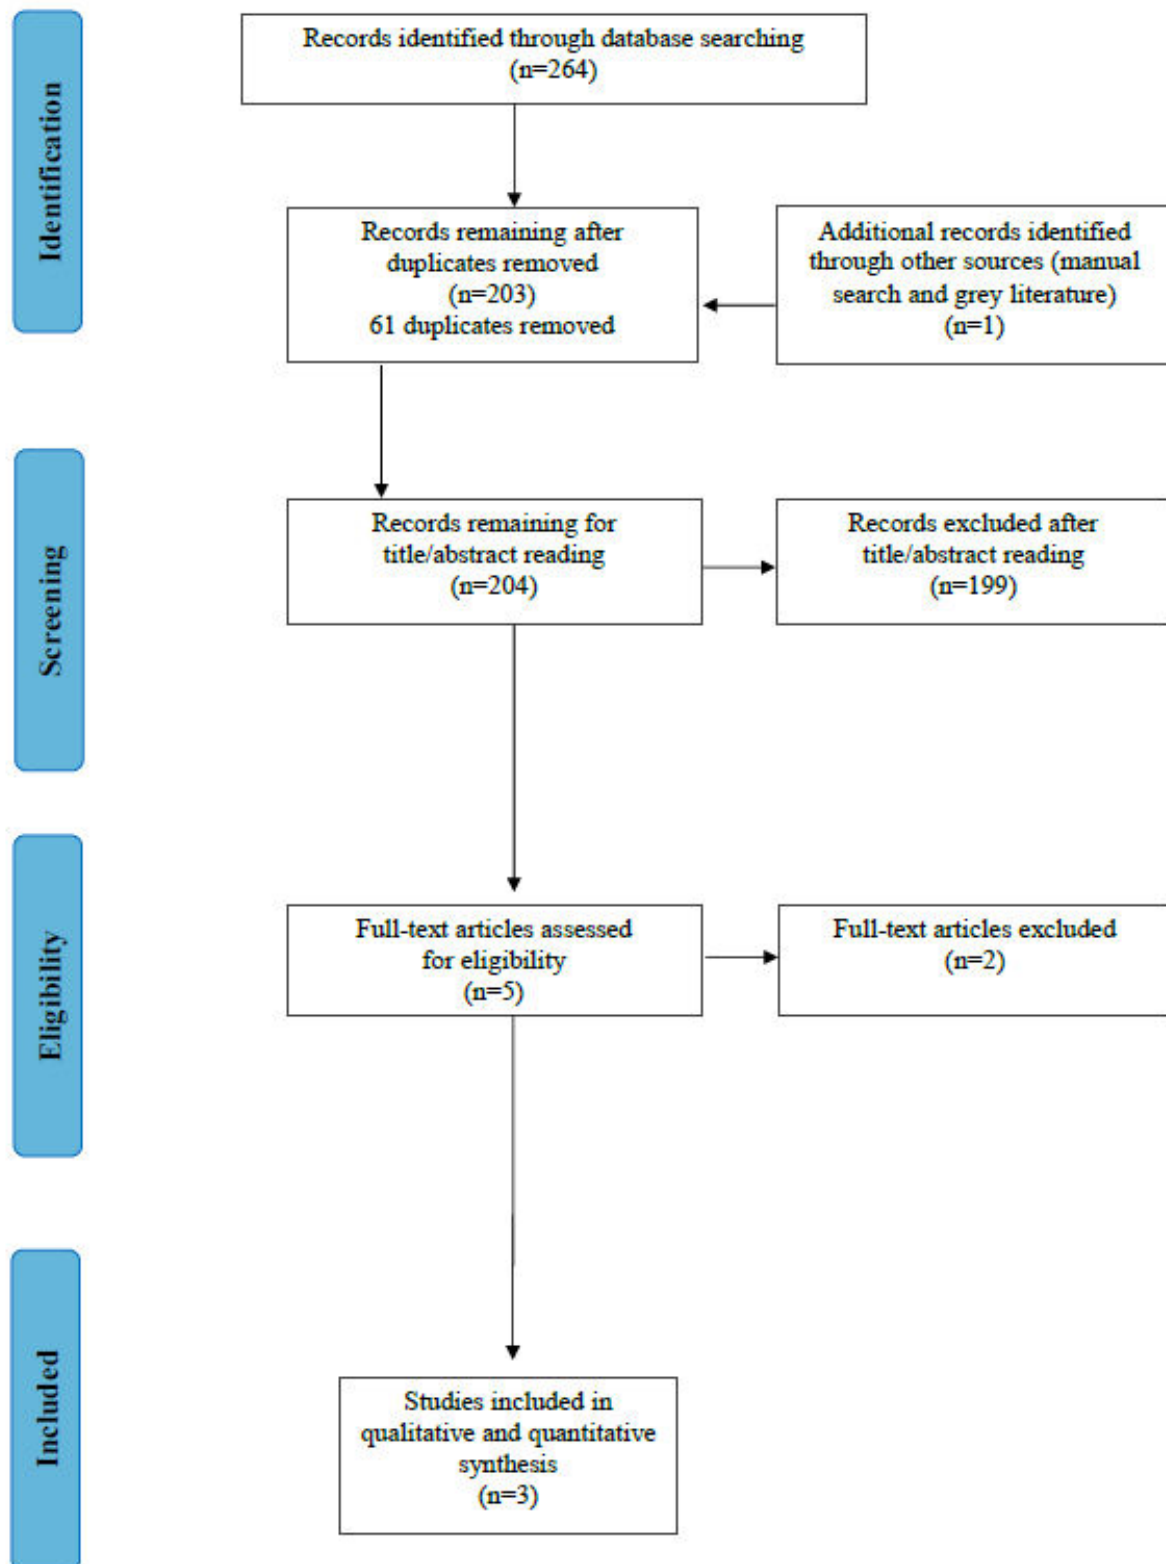 Identification
Records identified through database searching
(n=264)
Records remaining after
duplicates removed
(n=203)
61 duplicates removed
Additional records identified
through other sources (manual
search and grey literature)
(n=1)
Screening
Records remaining for
title/abstract reading
(n=204)
Records excluded after
title/abstract reading
(n=199)
Eligibility
Full-text articles assessed
for eligibility
(n=5)
Full-text articles excluded
(n=2)
Included
Studies included in
qualitative and quantitative
synthesis
(n=3)